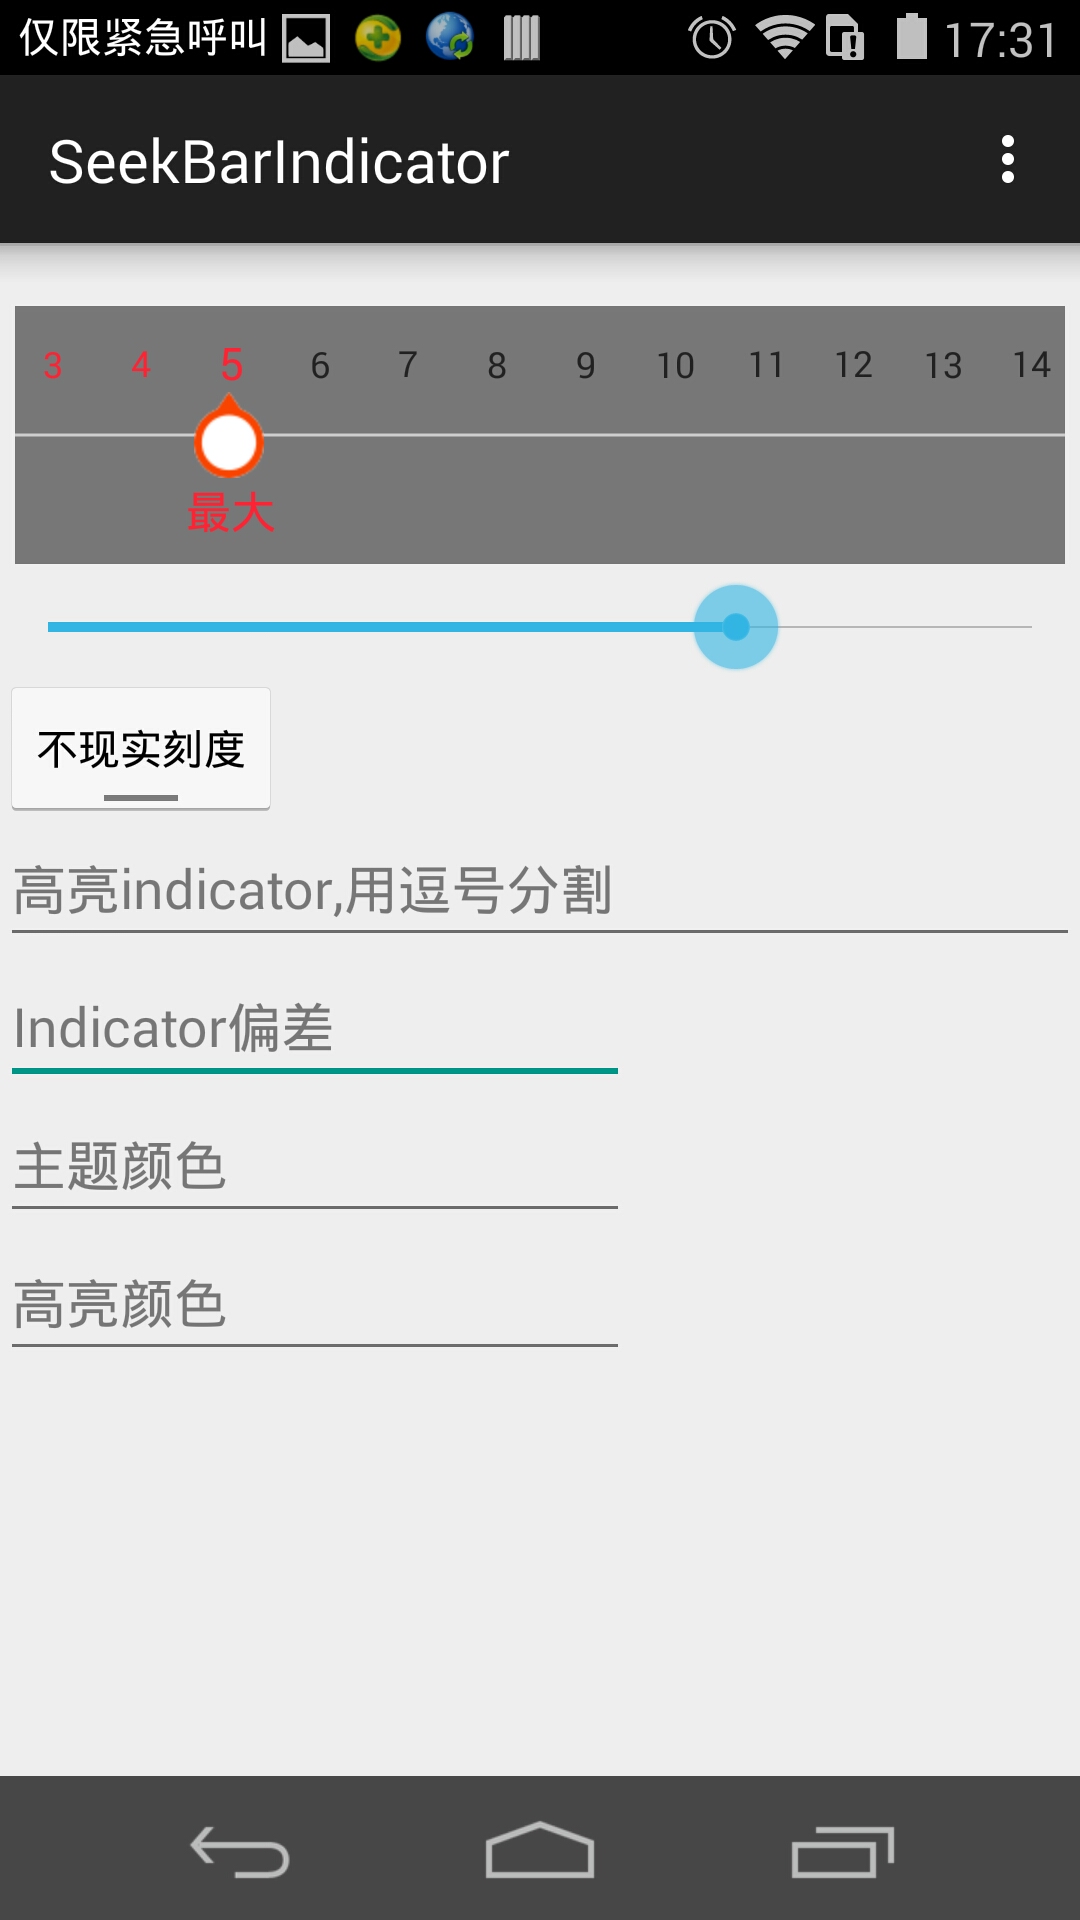 仅限紧急呼叫 17:31
SeekBarIndicator
3 4 5 6 7 8 9 10 11 12 13 14
最大
不现实刻度
高亮indicator,用逗号分割
Indicator偏差
主题颜色
高亮颜色